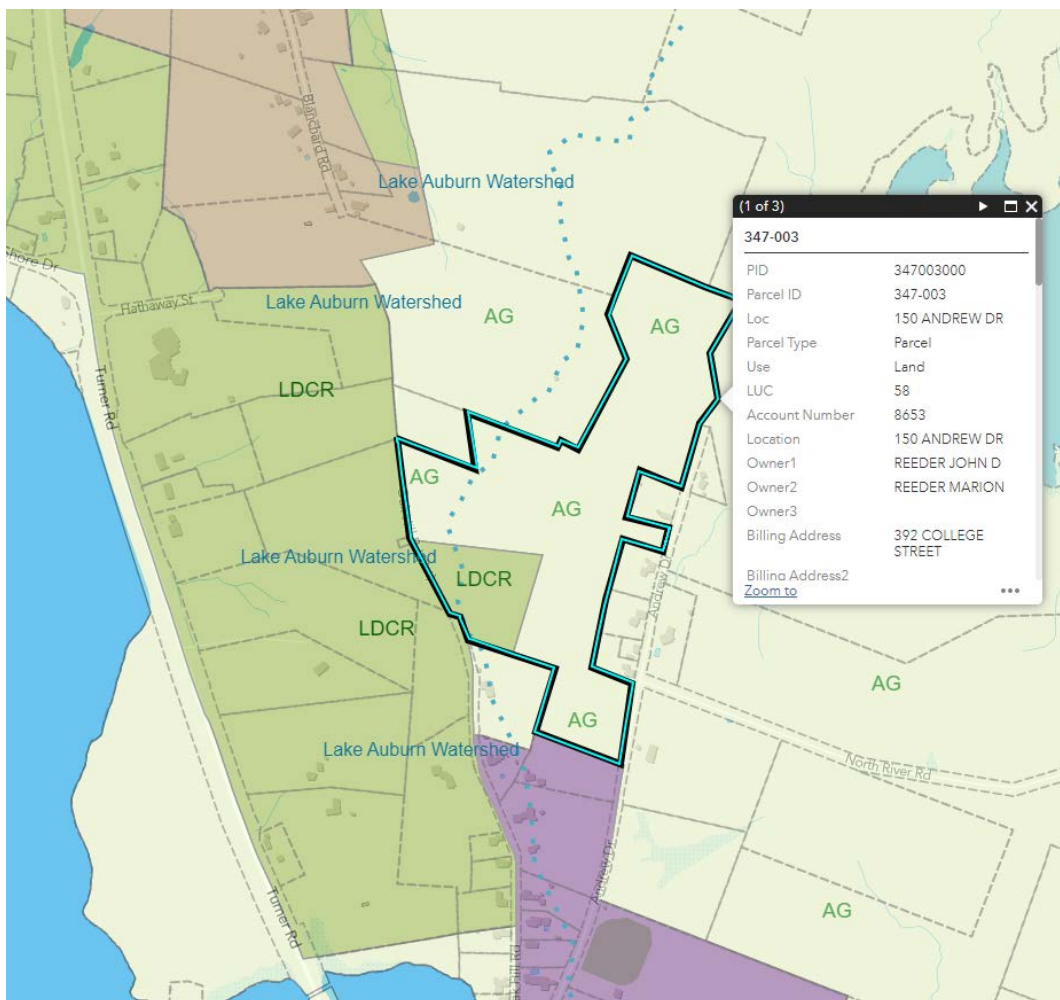 Blanchard Rd
Lake Auburn Watershed
(1 of 3)
347-003
PID 347003000
Parcel ID 347-003
Loc 150 ANDREW DR
Parcel Type Parcel
Use Land
LUC 58
Account Number 8653
Location 150 ANDREW DR
Owner1 REEDER JOHN D
Owner2 REEDER MARION
Owner3
Billing Address 392 COLLEGE
STREET
Billing Address2
Zoom to
Shore Dr
Hathaway St
Lake Auburn Watershed
AG
AG
Turner Rd
LDCR
AG
AG
Lake Auburn Watershed
LDCR
Andrew Dr
LDCR
AG
AG
Lake Auburn Watershed
North River Rd
Andrew Dr
Turner Rd
AG
Hill Rd